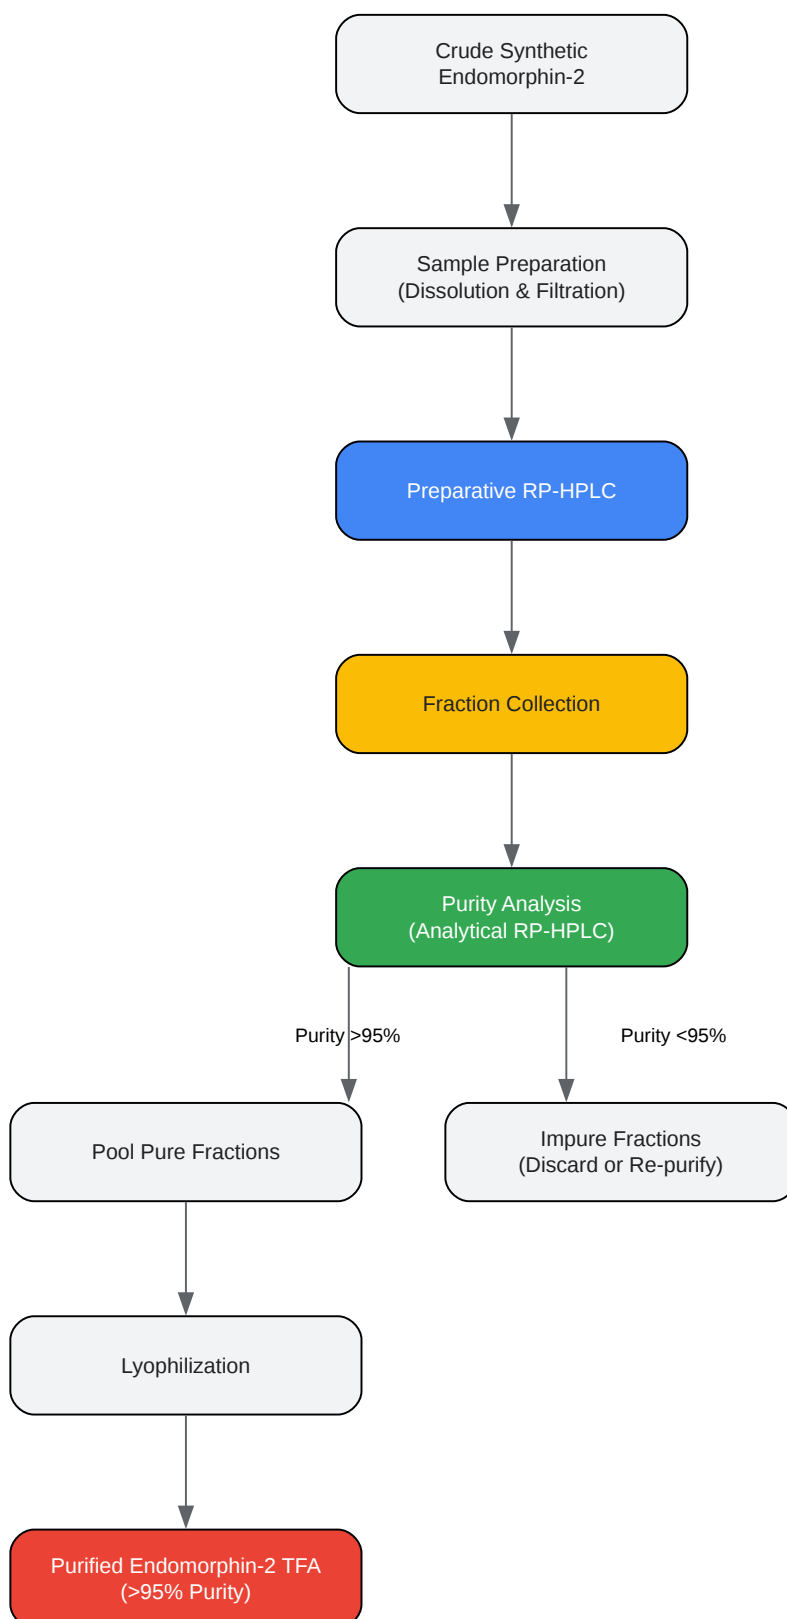 Crude Synthetic
Endomorphin-2
Sample Preparation
(Dissolution & Filtration)
Preparative RP-HPLC
Fraction Collection
Purity Analysis
(Analytical RP-HPLC)
Purity >95%
Purity <95%
Pool Pure Fractions
Impure Fractions
(Discard or Re-purify)
Lyophilization
Purified Endomorphin-2 TFA
(>95% Purity)